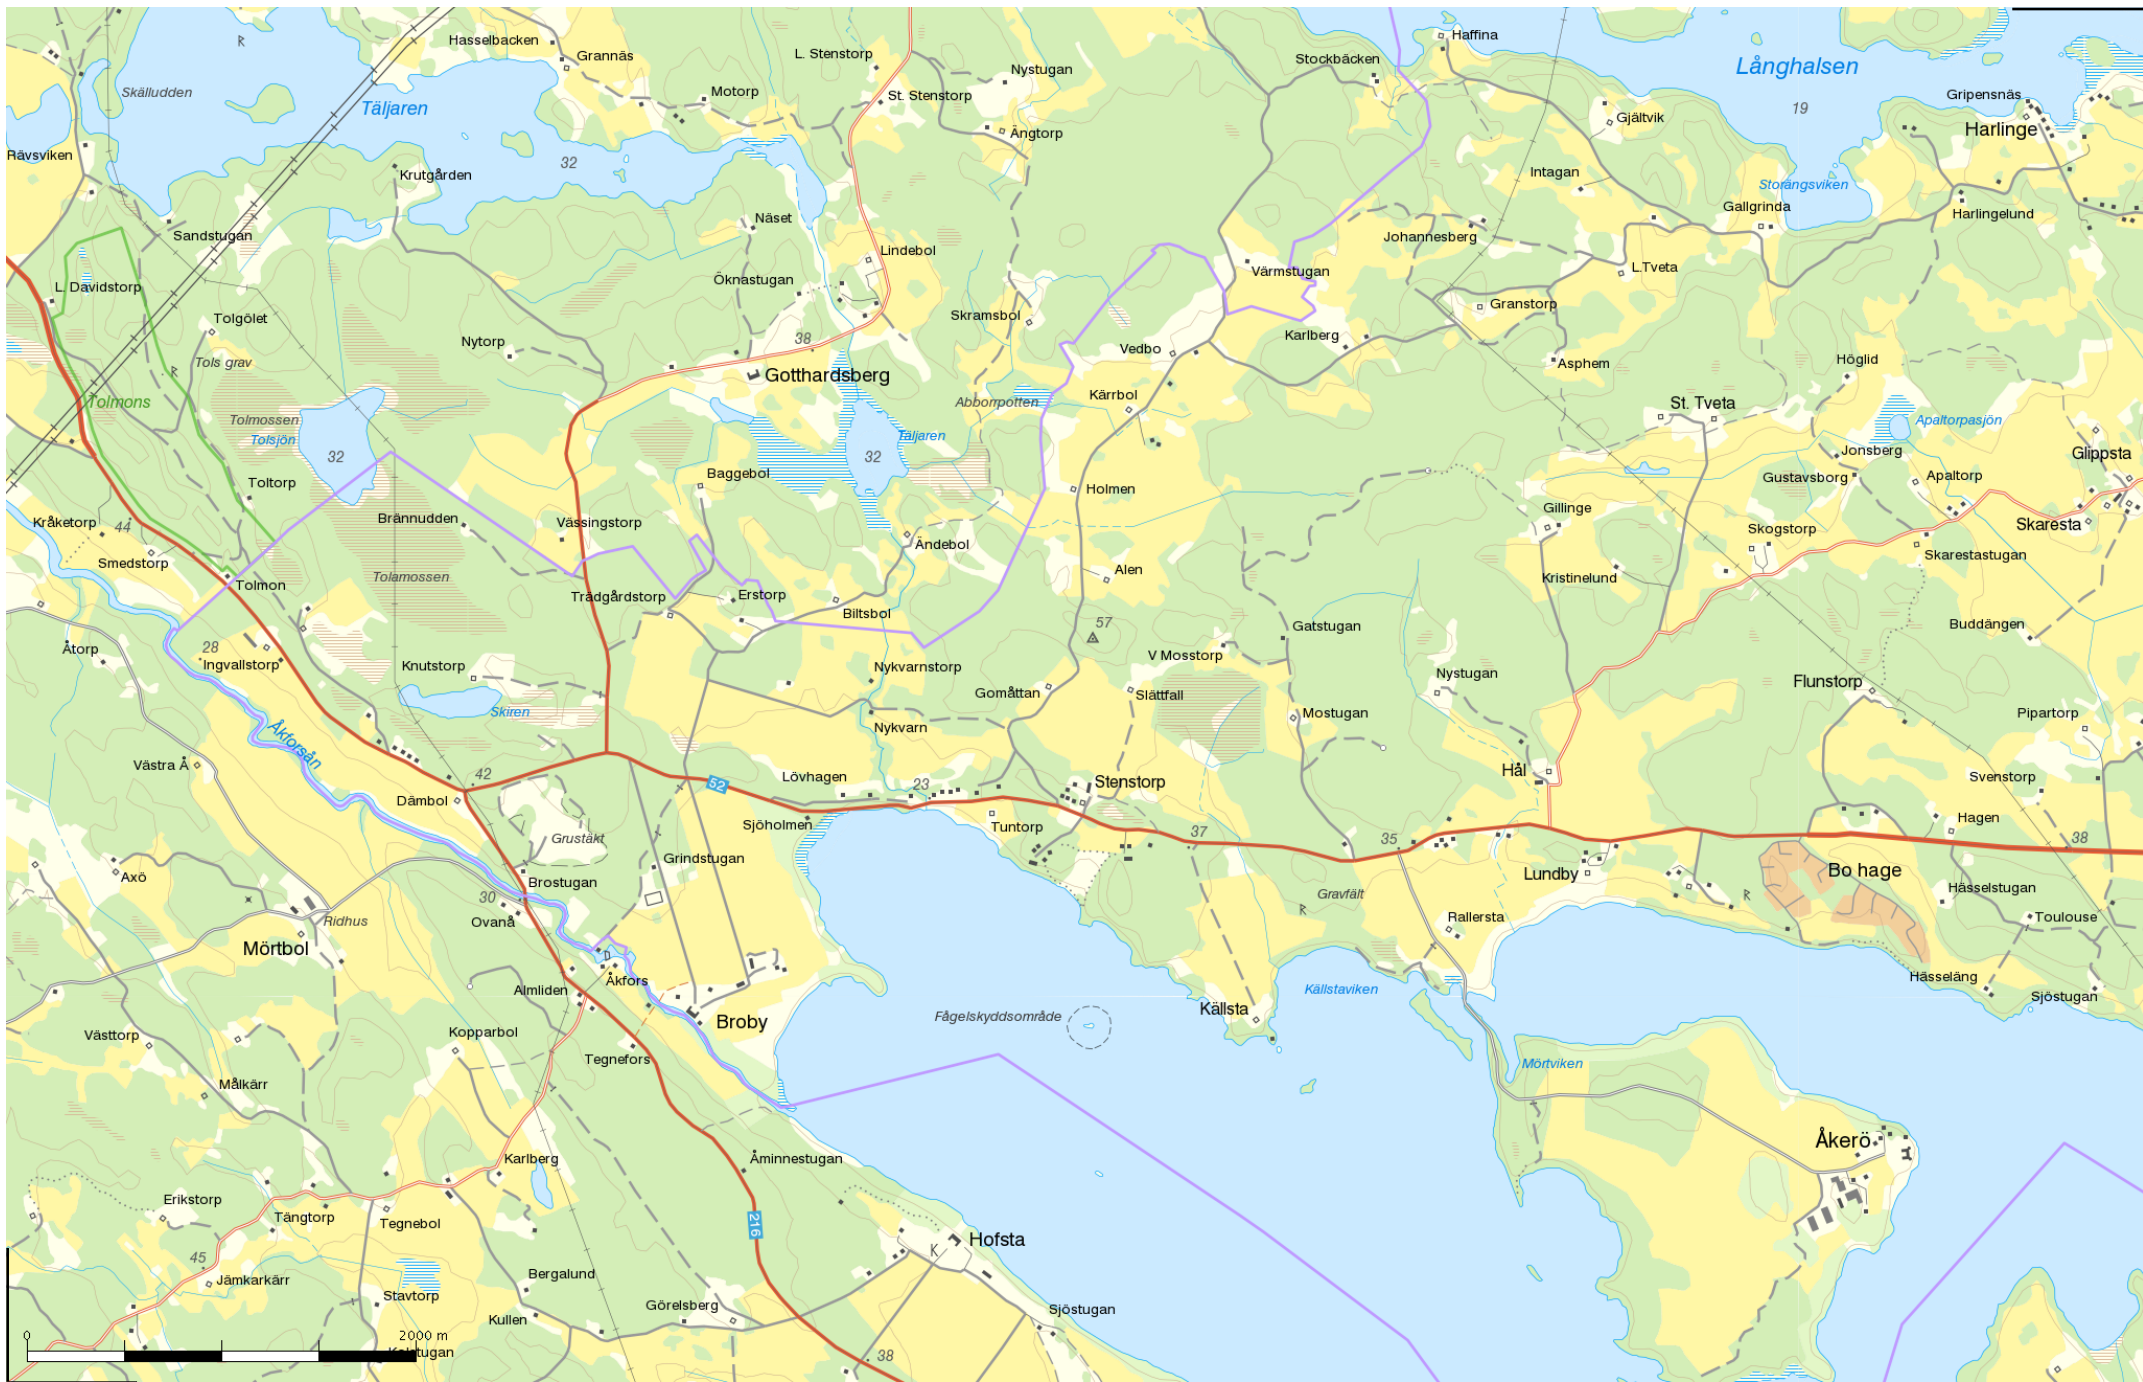 Hasselbacken
Grannäs
L. Stenstorp
Nystugan
Stockbäcken
Haffina
Långhalsen
Skälludden
Täljaren
Motorp
St. Stenstorp
Ängtorp
Gjältvik
19
Gripensnäs
Harlinge
Rävsviken
Krutgården
32
Intagan
Storängsviken
Sandstugan
Näset
Lindebol
Johannesberg
Gallgrinda
Harlingelund
L. Davidstorp
Öknastugan
Värmstugan
L.Tveta
Tolgölet
Skramsbol
Granstorp
Nytorp
38
Vedbo
Karlberg
Tols grav
Gotthardsberg
Asphem
Höglid
Tolmons
Abborrpotten
Kärrbol
St. Tveta
Tolmossen
Tolsjön
Täljaren
Apaltorpasjön
32
32
Baggebol
Jonsberg
Glippsta
Toltorp
Holmen
Gustavsborg
Apaltorp
Kråketorp
44
Brännudden
Vässingstorp
Gillinge
Skogstorp
Skaresta
Smedstorp
Ändebol
Skarestastugan
Tolmon
Tolamossen
Alen
Kristinelund
Trädgårdstorp
Erstorp
Biltsbol
57
Gatstugan
Buddängen
Åtorp
28
Ingvallstorp
Knutstorp
Nykvarnstorp
V Mosstorp
Nystugan
Flunstorp
Skiren
Gomåttan
Slättfall
Mostugan
Pipartorp
Åkforsån
Nykvarn
Västra Å
42
52
Lövhagen
23
Stenstorp
Hål
Svenstorp
Dämbol
Sjöholmen
Tuntorp
37
35
Hagen
38
Grustäkt
Axö
Grindstugan
Lundby
Bo hage
Brostugan
30
Gravfält
Hässelstugan
Ovanå
Ridhus
Rallersta
Toulouse
Mörtbol
Åkfors
Almliden
Källstaviken
Hässeläng
Sjöstugan
Broby
Fågelskyddsområde
Källsta
Västtorp
Kopparbol
Tegnefors
Mörtviken
Målkärr
Åkerö
Karlberg
Åminnestugan
Erikstorp
Tängtorp
Tegnebol
216
Hofsta
45
Jämkarkärr
Bergalund
Stavtorp
Görelsberg
Sjöstugan
Kullen
0
2000 m
38